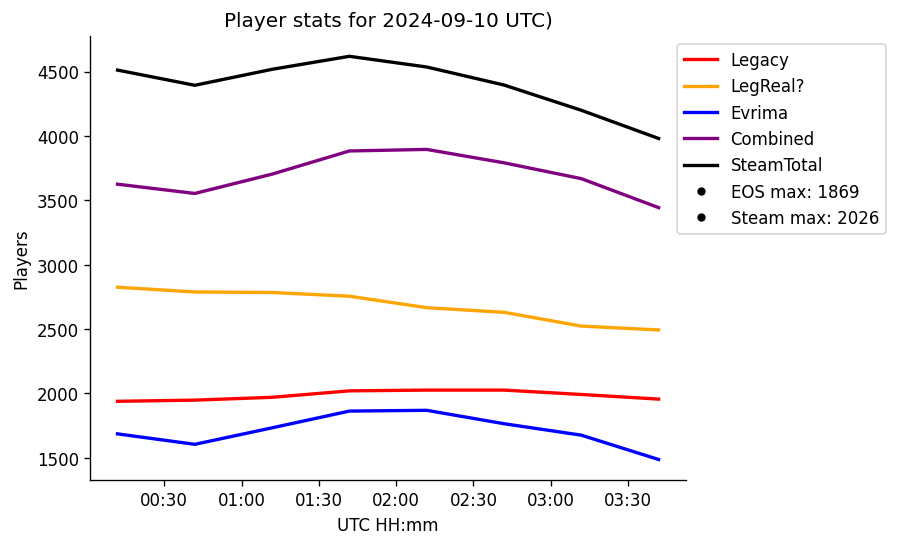 Player stats for 2024-09-10 UTC)
Legacy
LegReal?
Evrima
Combined
SteamTotal
EOS max: 1869
Steam max: 2026
Players
4500
4000
3500
3000
2500
2000
1500
00:30 01:00 01:30 02:00 02:30 03:00 03:30
UTC HH:mm